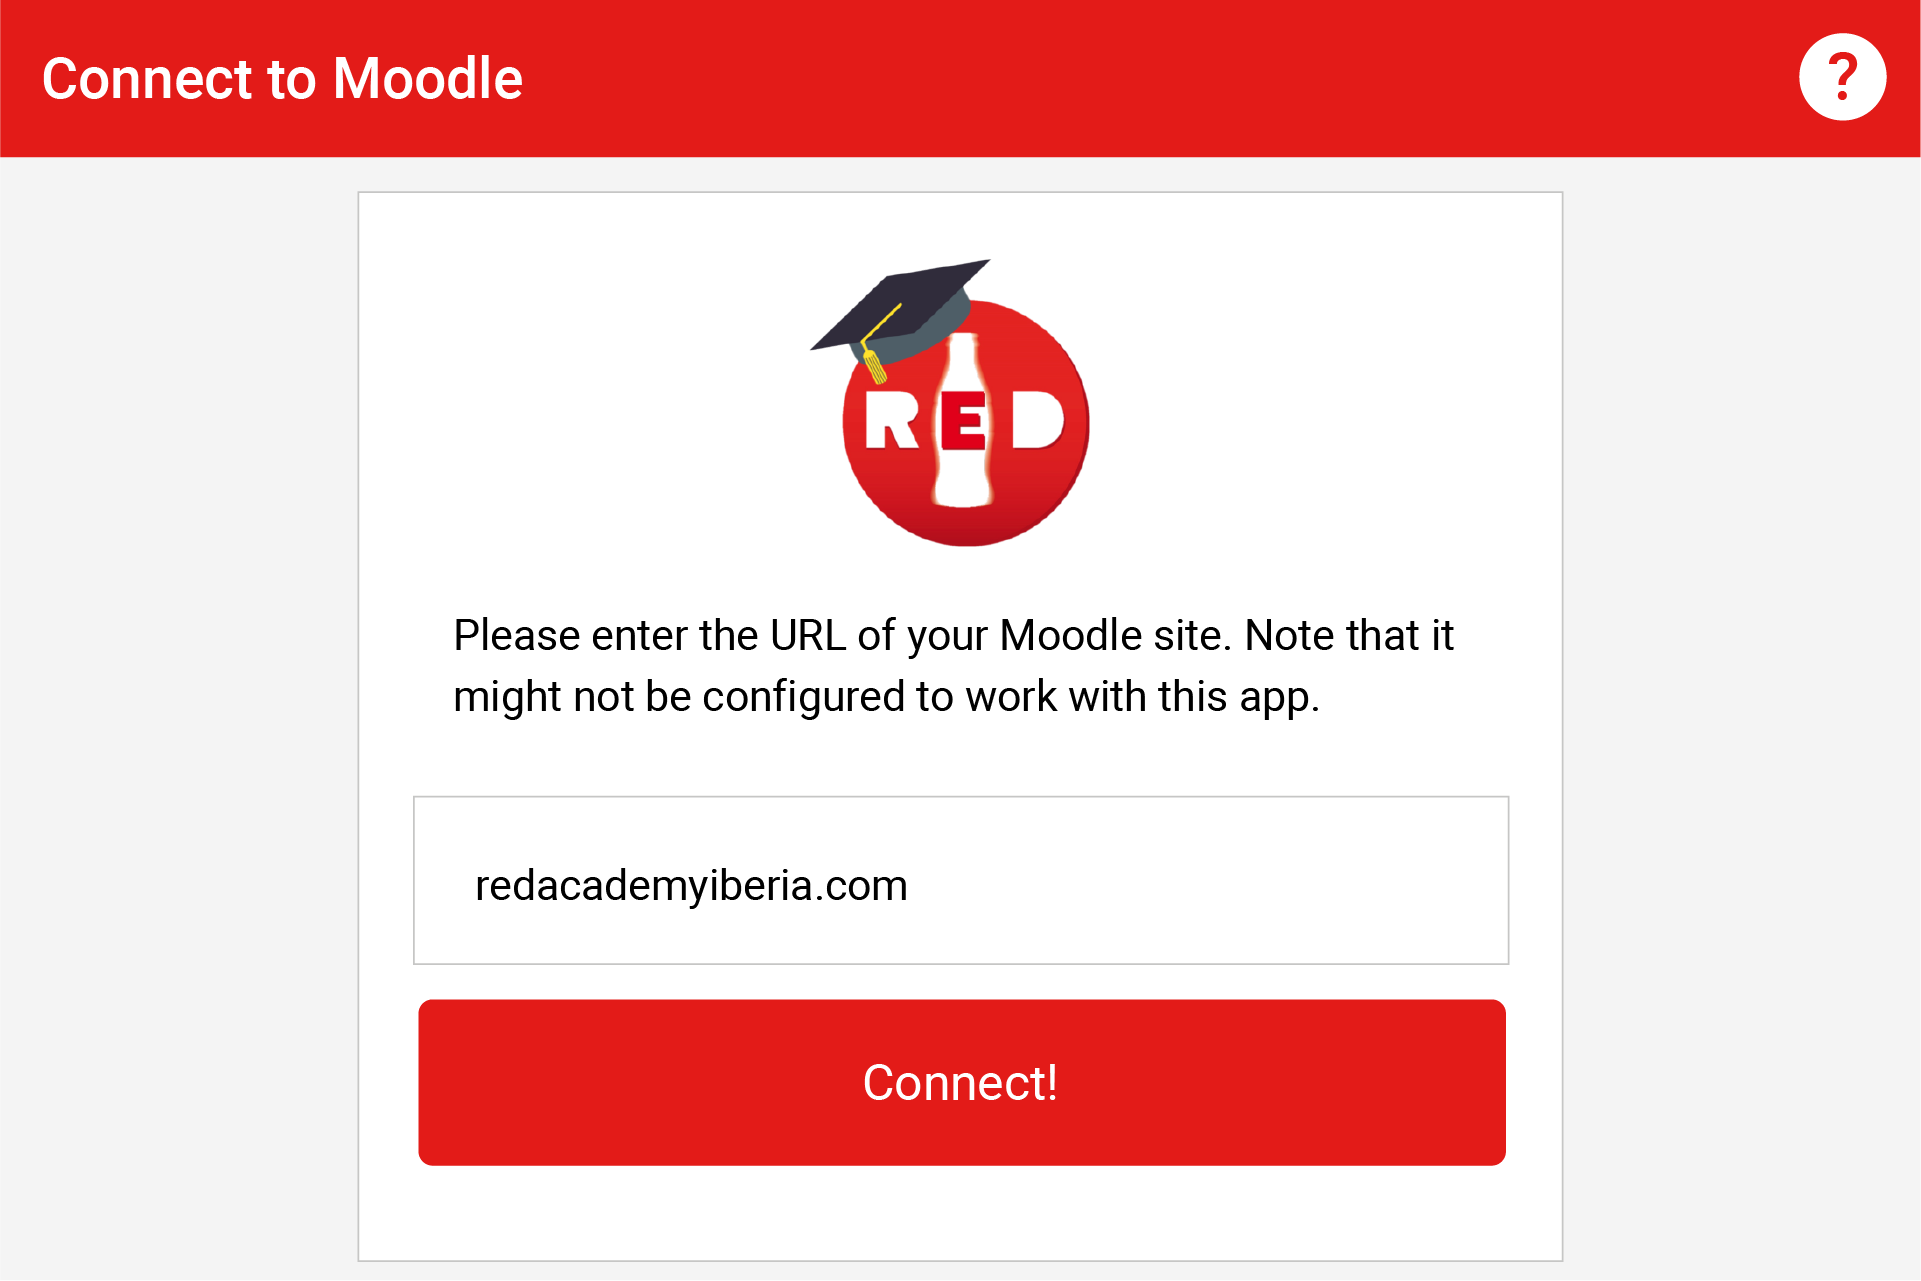 Connect to Moodle
?
RED
Please enter the URL of your Moodle site. Note that it
might not be configured to work with this app.
redacademyiberia.com
Connect!